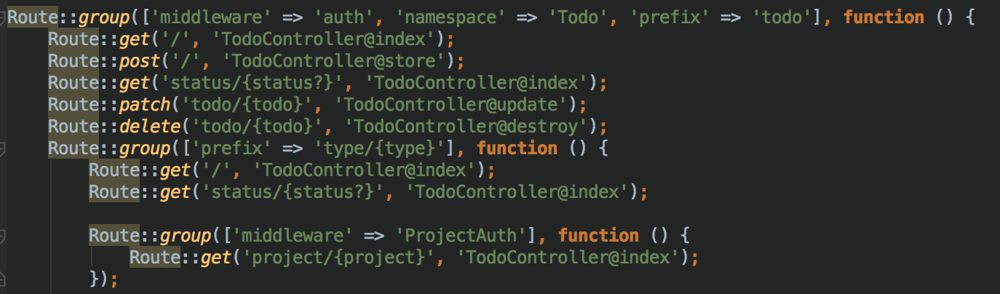 Route::group(['middleware' => 'auth', 'namespace' => 'Todo', 'prefix' => 'todo'], function () {
    Route::get('/', 'TodoController@index');
    Route::post('/', 'TodoController@store');
    Route::get('status/{status?}', 'TodoController@index');
    Route::patch('todo/{todo}', 'TodoController@update');
    Route::delete('todo/{todo}', 'TodoController@destroy');
    Route::group(['prefix' => 'type/{type}'], function () {
        Route::get('/', 'TodoController@index');
        Route::get('status/{status?}', 'TodoController@index');

        Route::group(['middleware' => 'ProjectAuth'], function () {
            Route::get('project/{project}', 'TodoController@index');
        });